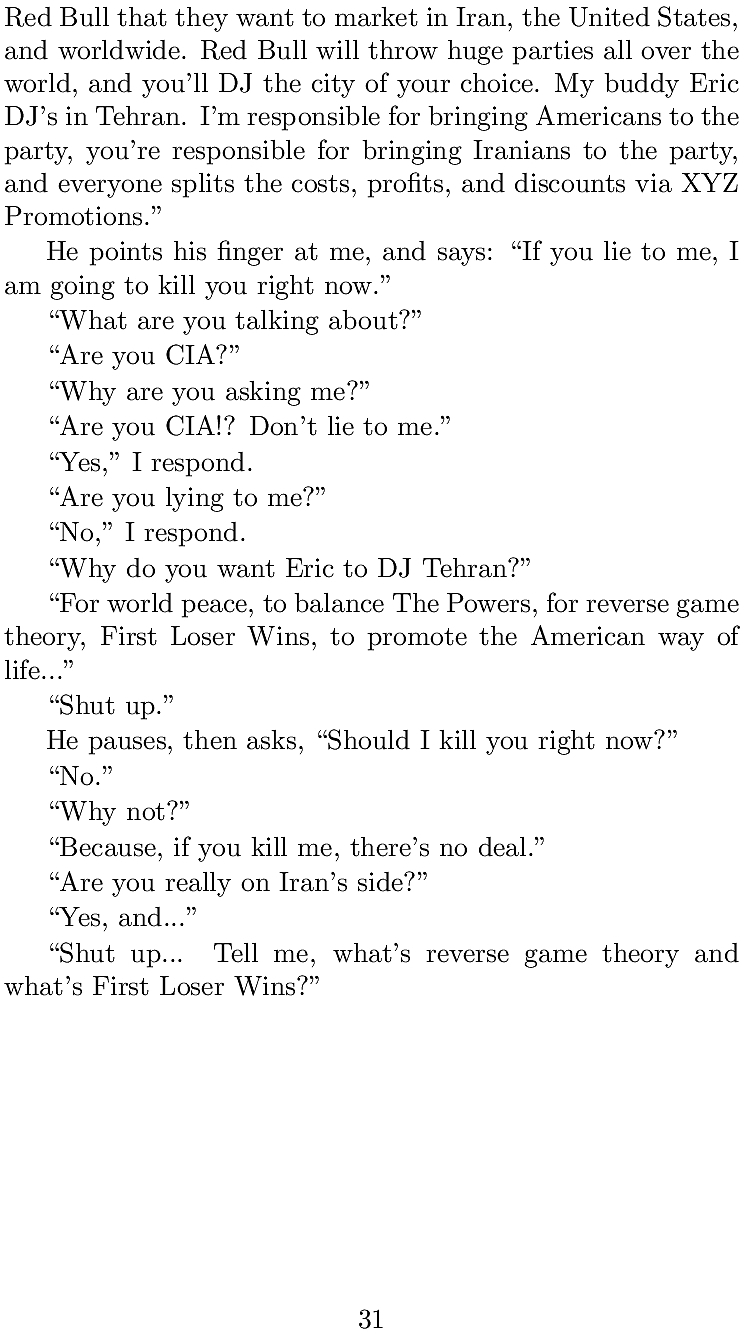 Red Bull that they want to market in Iran, the United States,
and worldwide. Red Bull will throw huge parties all over the
world, and you’ll DJ the city of your choice. My buddy Eric
DJ’s in Tehran. I’m responsible for bringing Americans to the
party, you’re responsible for bringing Iranians to the party,
and everyone splits the costs, profits, and discounts via XYZ
Promotions.”
He points his finger at me, and says: “If you lie to me, I
am going to kill you right now.”
“What are you talking about?”
“Are you CIA?”
“Why are you asking me?”
“Are you CIA!? Don’t lie to me.”
“Yes,” I respond.
“Are you lying to me?”
“No,” I respond.
“Why do you want Eric to DJ Tehran?”
“For world peace, to balance The Powers, for reverse game
theory, First Loser Wins, to promote the American way of
life...”
“Shut up.”
He pauses, then asks, “Should I kill you right now?”
“No.”
“Why not?”
“Because, if you kill me, there’s no deal.”
“Are you really on Iran’s side?”
“Yes, and...”
“Shut up... Tell me, what’s reverse game theory and
what’s First Loser Wins?”
31